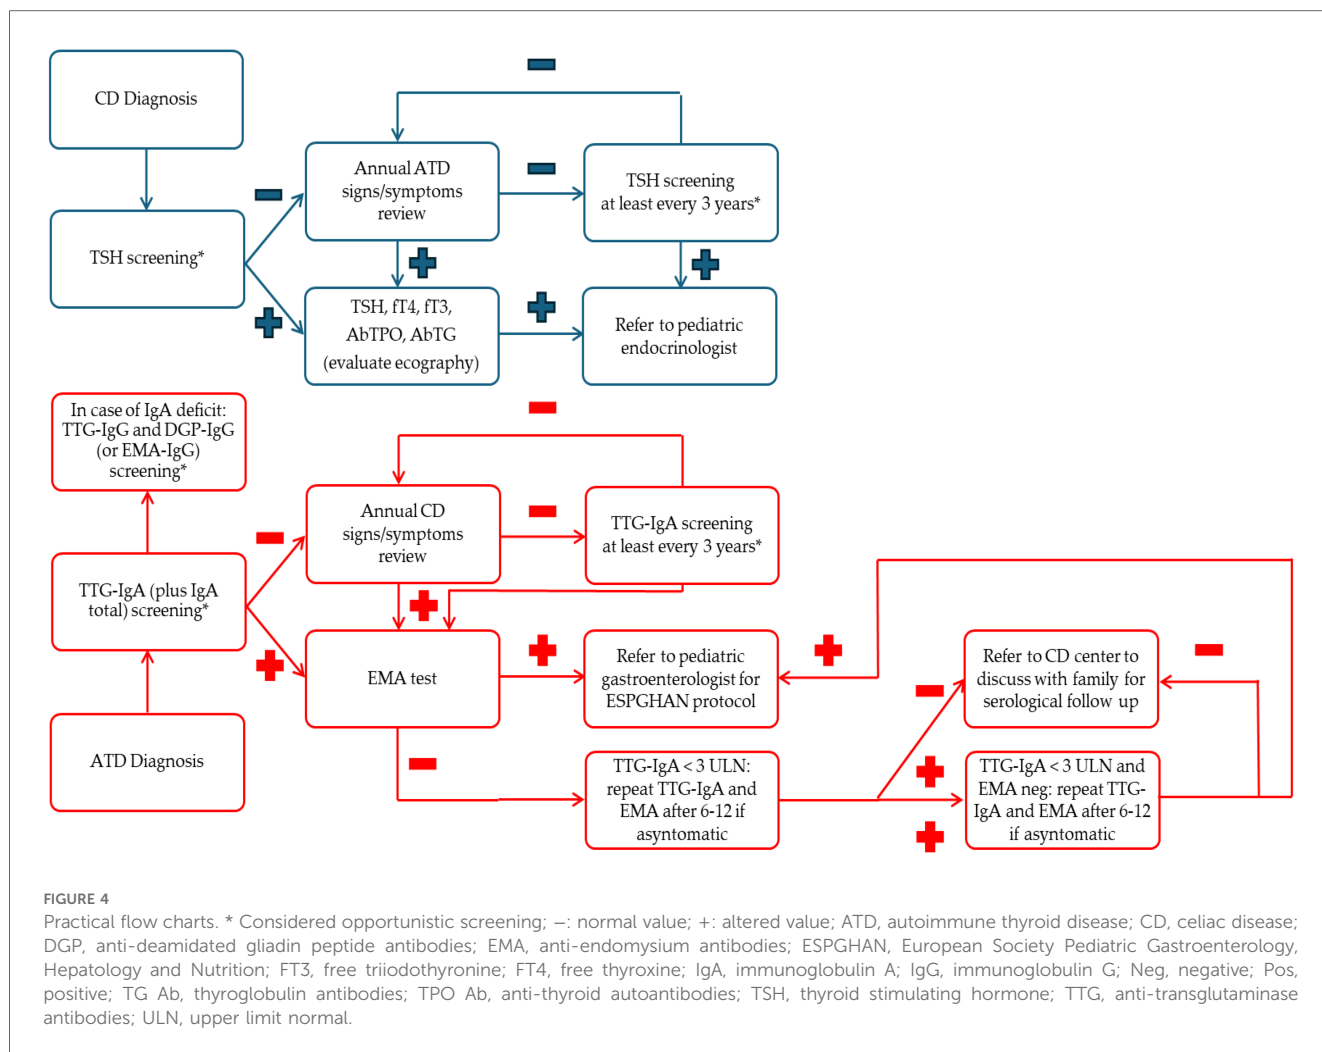 CD Diagnosis
TSH screening*
Annual ATD
signs/symptoms
review
TSH screening
at least every 3 years*
TSH, fT4, fT3,
AbTPO, AbTG
(evaluate ecography)
Refer to pediatric
endocrinologist
In case of IgA deficit:
TTG-IgG and DGP-IgG
(or EMA-IgG)
screening*
TTG-IgA (plus IgA
total) screening*
ATD Diagnosis
Annual CD
signs/symptoms
review
TTG-IgA screening
at least every 3 years*
EMA test
Refer to pediatric
gastroenterologist for
ESPGHAN protocol
Refer to CD center to
discuss with family for
serological follow up
TTG-IgA < 3 ULN:
repeat TTG-IgA and
EMA after 6-12 if
asyntomatic
TTG-IgA < 3 ULN and
EMA neg: repeat TTG-
IgA and EMA after 6-12
if asyntomatic
FIGURE 4
Practical flow charts. * Considered opportunistic screening; −: normal value; +: altered value; ATD, autoimmune thyroid disease; CD, celiac disease;
DGP, anti-deamidated gliadin peptide antibodies; EMA, anti-endomysium antibodies; ESPGHAN, European Society Pediatric Gastroenterology,
Hepatology and Nutrition; FT3, free triiodothyronine; FT4, free thyroxine; IgA, immunoglobulin A; IgG, immunoglobulin G; Neg, negative; Pos,
positive; TG Ab, thyroglobulin antibodies; TPO Ab, anti-thyroid autoantibodies; TSH, thyroid stimulating hormone; TTG, anti-transglutaminase
antibodies; ULN, upper limit normal.